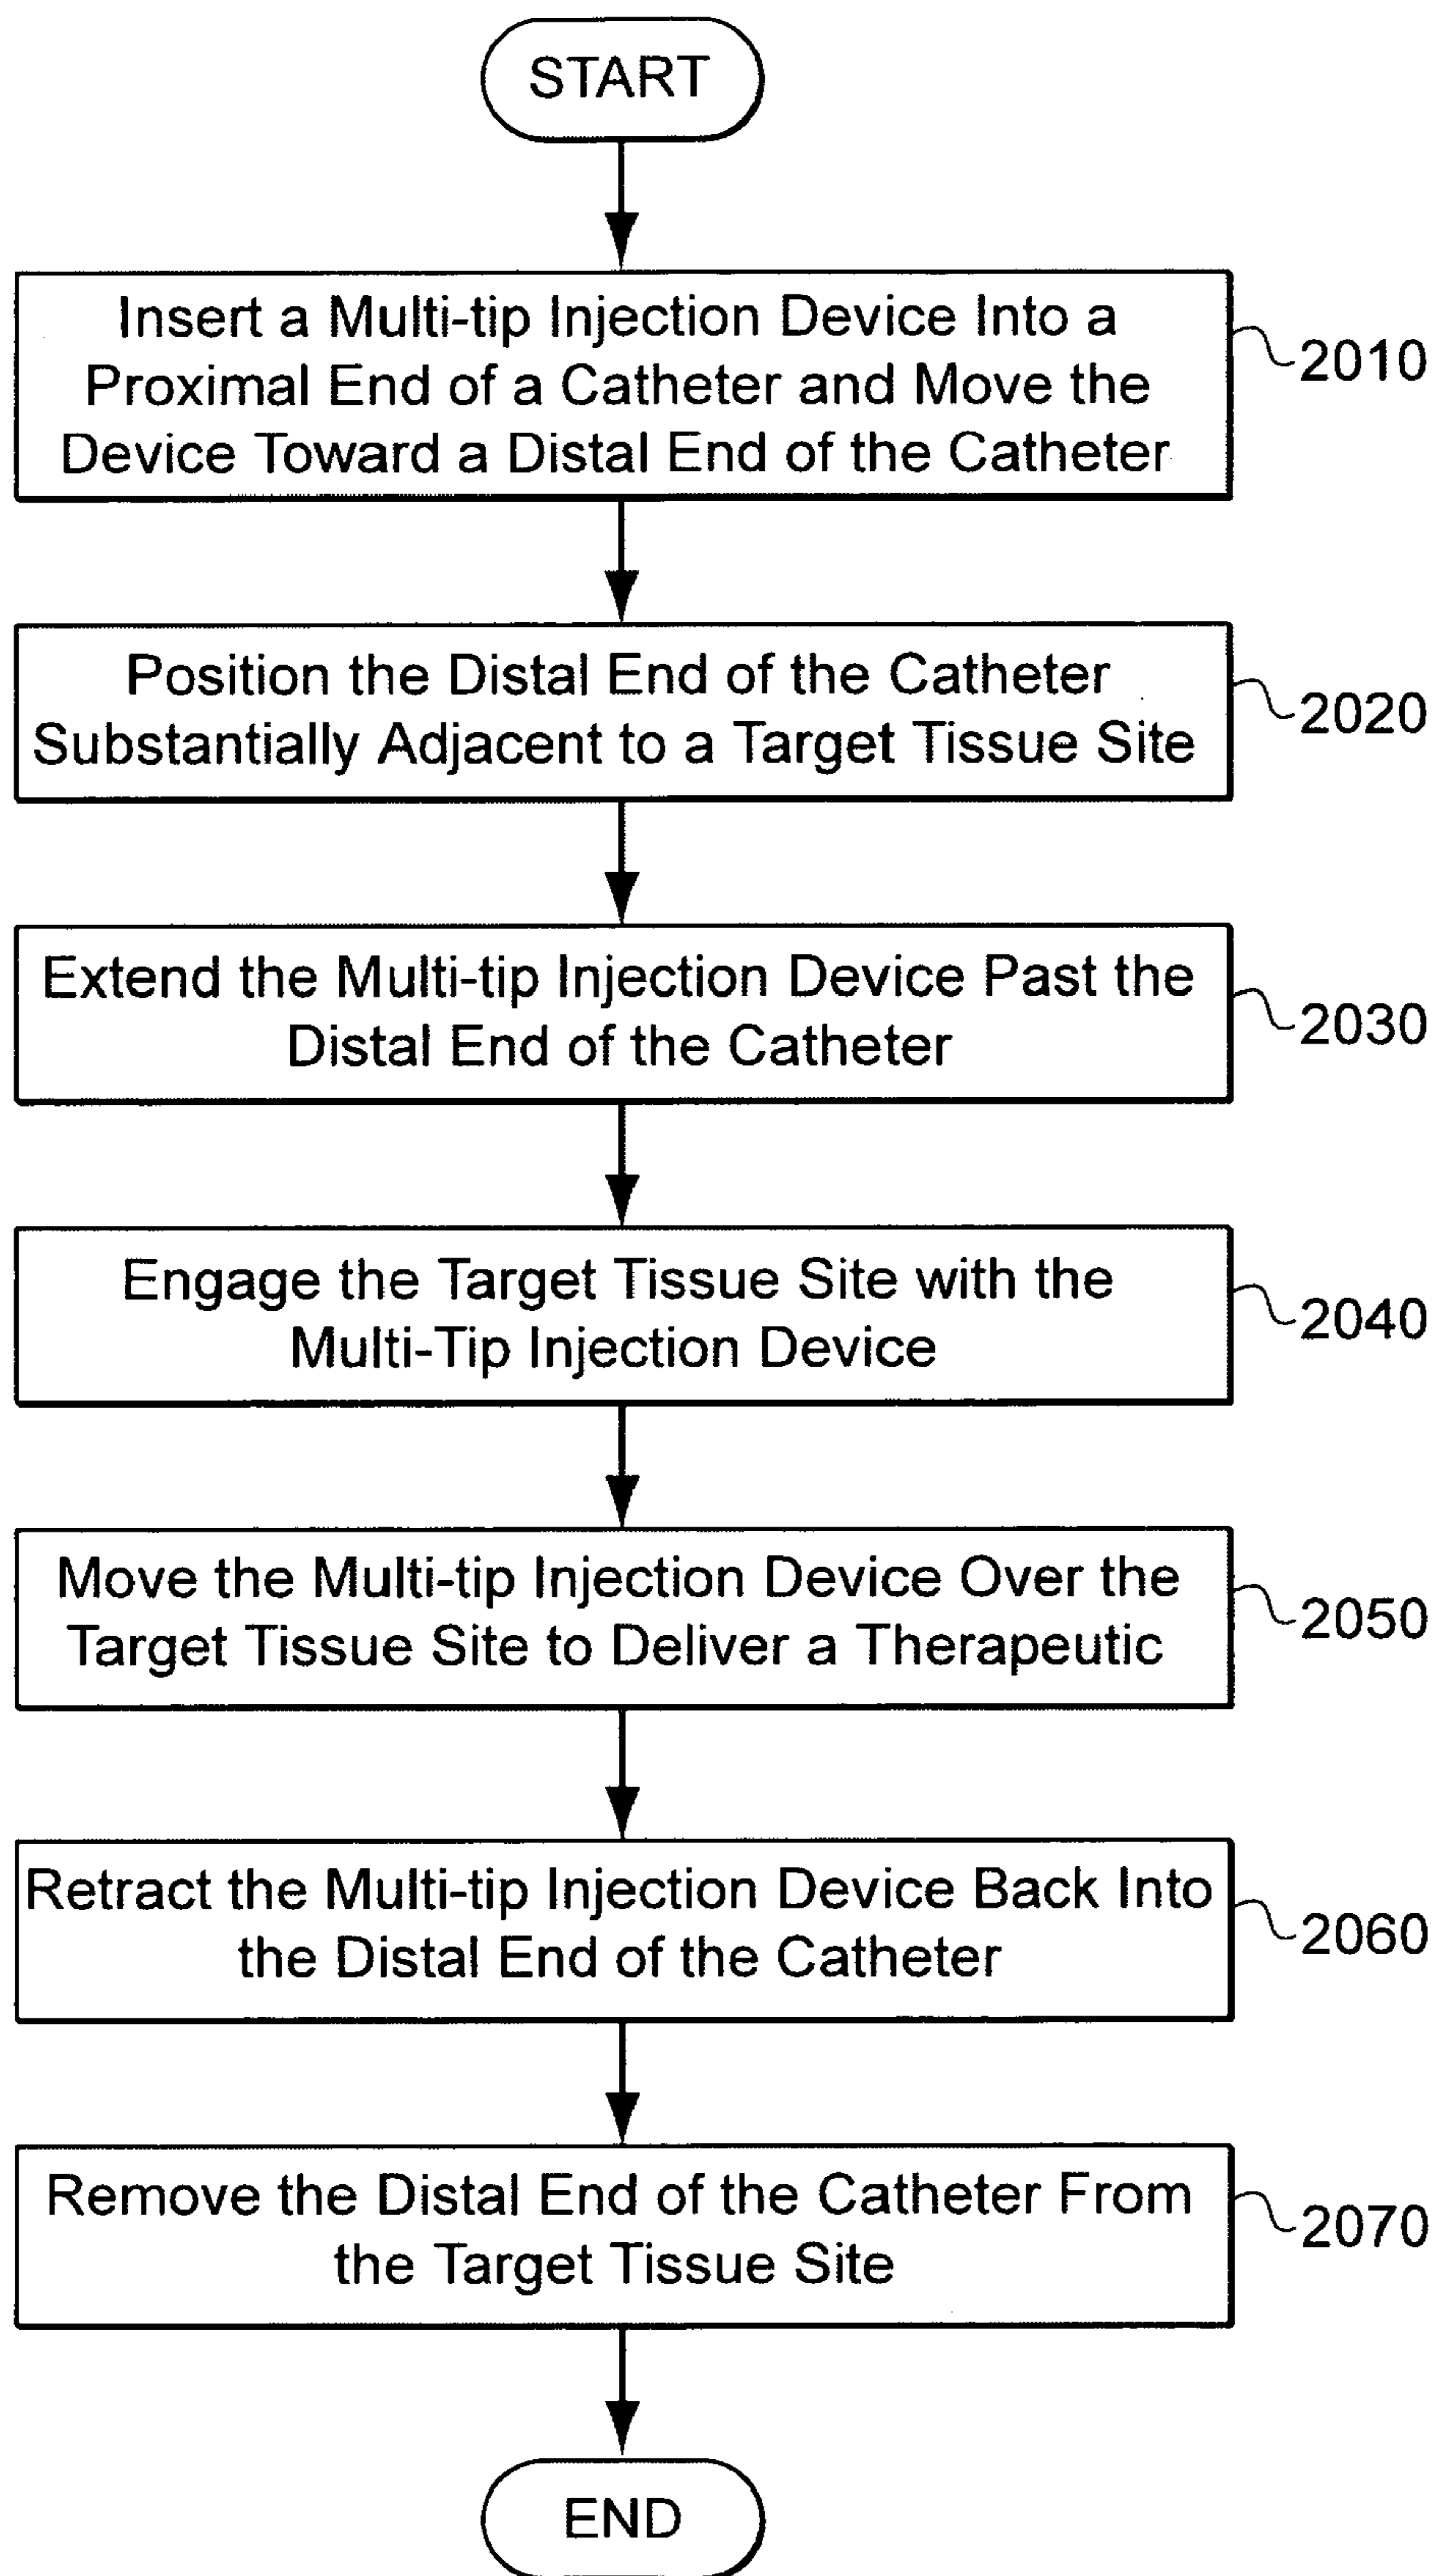 START
Insert a Multi-tip Injection Device Into a
Proximal End of a Catheter and Move the
Device Toward a Distal End of the Catheter
2010
Position the Distal End of the Catheter
Substantially Adjacent to a Target Tissue Site
2020
Extend the Multi-tip Injection Device Past the
Distal End of the Catheter
2030
Engage the Target Tissue Site with the
Multi-Tip Injection Device
2040
Move the Multi-tip Injection Device Over the
Target Tissue Site to Deliver a Therapeutic
2050
Retract the Multi-tip Injection Device Back Into
the Distal End of the Catheter
2060
Remove the Distal End of the Catheter From
the Target Tissue Site
2070
END